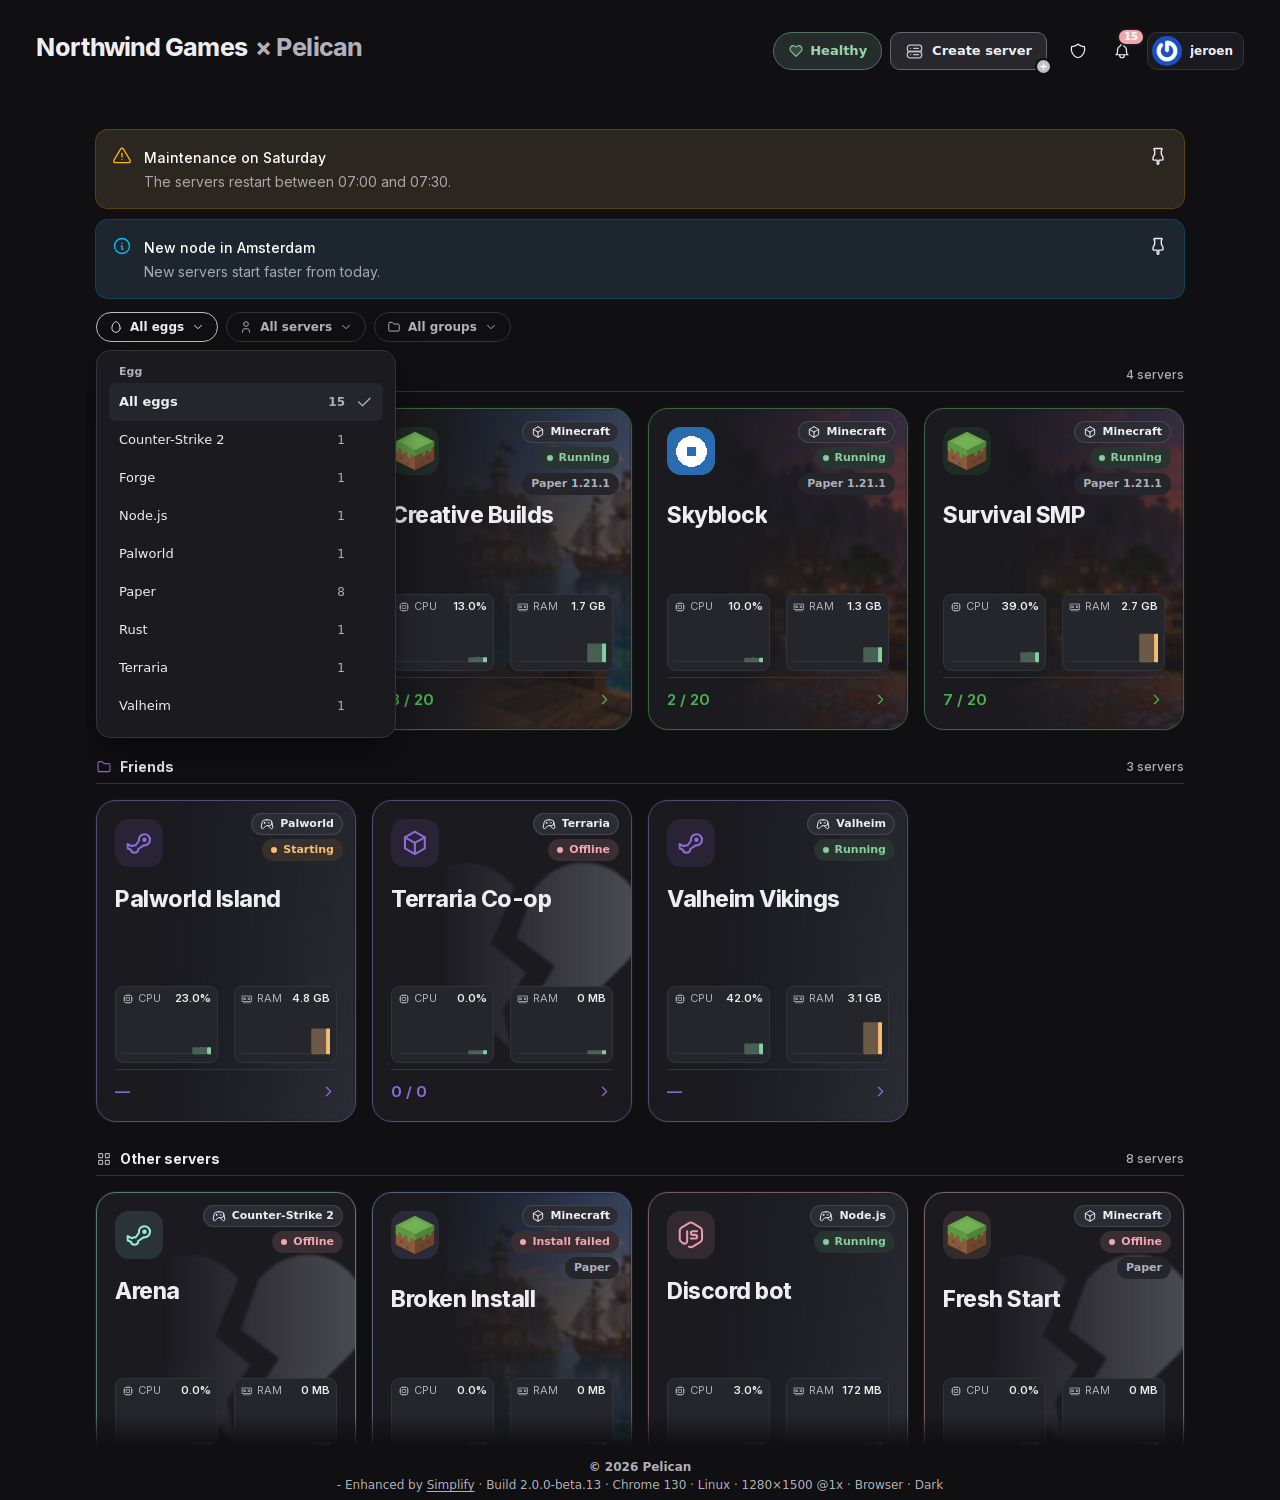 Northwind Games × Pelican
Healthy
Create server
15
jeroen
Maintenance on Saturday
The servers restart between 07:00 and 07:30.
New node in Amsterdam
New servers start faster from today.
All eggs
All servers
All groups
Egg
All eggs 15
Counter-Strike 2 1
Forge 1
Node.js 1
Palworld 1
Paper 8
Rust 1
Terraria 1
Valheim 1
4 servers
Minecraft
Running
Paper 1.21.1
Creative Builds
CPU 13.0%
RAM 1.7 GB
3 / 20
Minecraft
Running
Paper 1.21.1
Skyblock
CPU 10.0%
RAM 1.3 GB
2 / 20
Minecraft
Running
Paper 1.21.1
Survival SMP
CPU 39.0%
RAM 2.7 GB
7 / 20
Friends
3 servers
Palworld
Starting
Palworld Island
CPU 23.0%
RAM 4.8 GB
—
Terraria
Offline
Terraria Co-op
CPU 0.0%
RAM 0 MB
0 / 0
Valheim
Running
Valheim Vikings
CPU 42.0%
RAM 3.1 GB
—
Other servers
8 servers
Counter-Strike 2
Offline
Arena
CPU 0.0%
RAM 0 MB
Minecraft
Install failed
Paper
Broken Install
CPU 0.0%
RAM 0 MB
Node.js
Running
Discord bot
CPU 3.0%
RAM 172 MB
Minecraft
Offline
Paper
Fresh Start
CPU 0.0%
RAM 0 MB
© 2026 Pelican
- Enhanced by Simplify · Build 2.0.0-beta.13 · Chrome 130 · Linux · 1280×1500 @1x · Browser · Dark